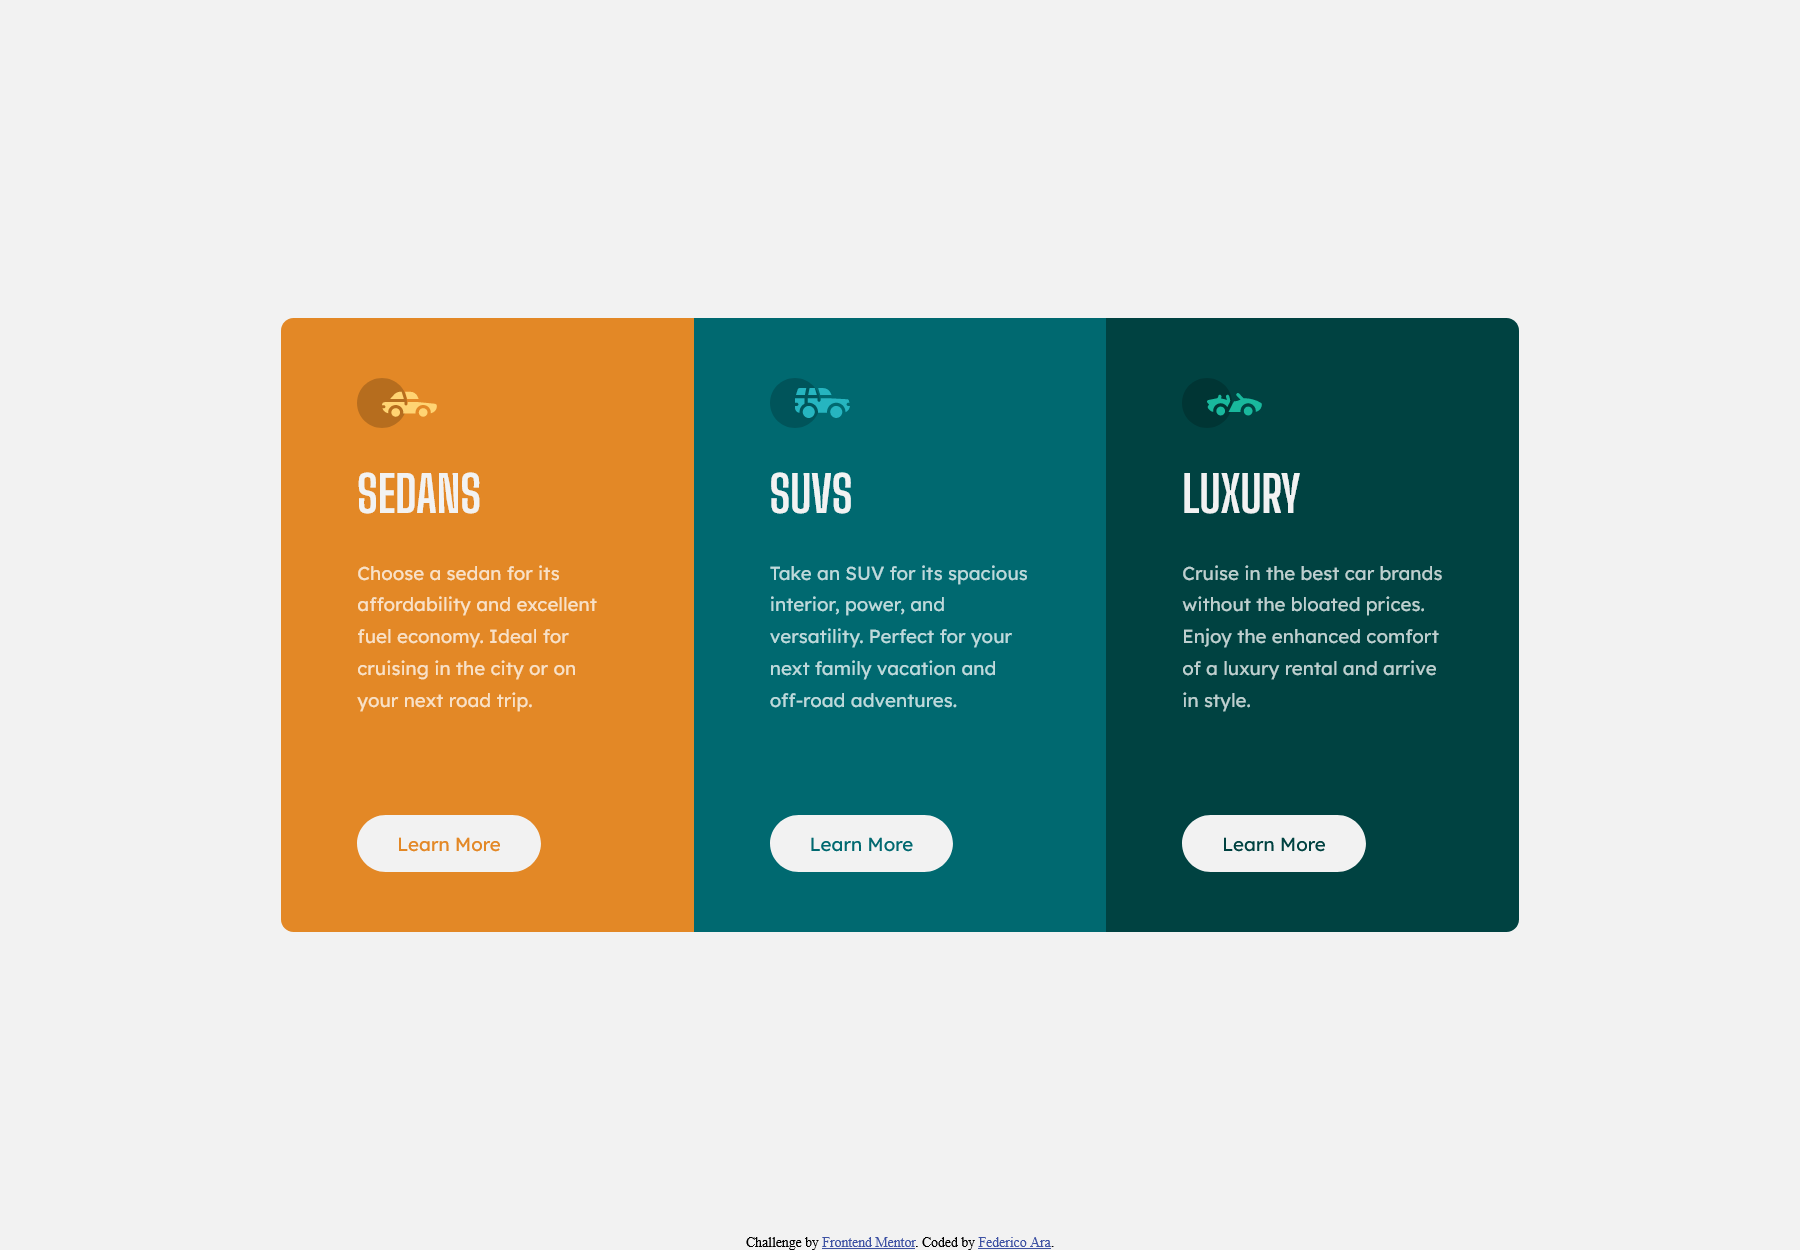 SEDANS
Choose a sedan for its
affordability and excellent
fuel economy. Ideal for
cruising in the city or on
your next road trip.
Learn More
SUVS
Take an SUV for its spacious
interior, power, and
versatility. Perfect for your
next family vacation and
off-road adventures.
Learn More
LUXURY
Cruise in the best car brands
without the bloated prices.
Enjoy the enhanced comfort
of a luxury rental and arrive
in style.
Learn More
Challenge by Frontend Mentor. Coded by Federico Ara.